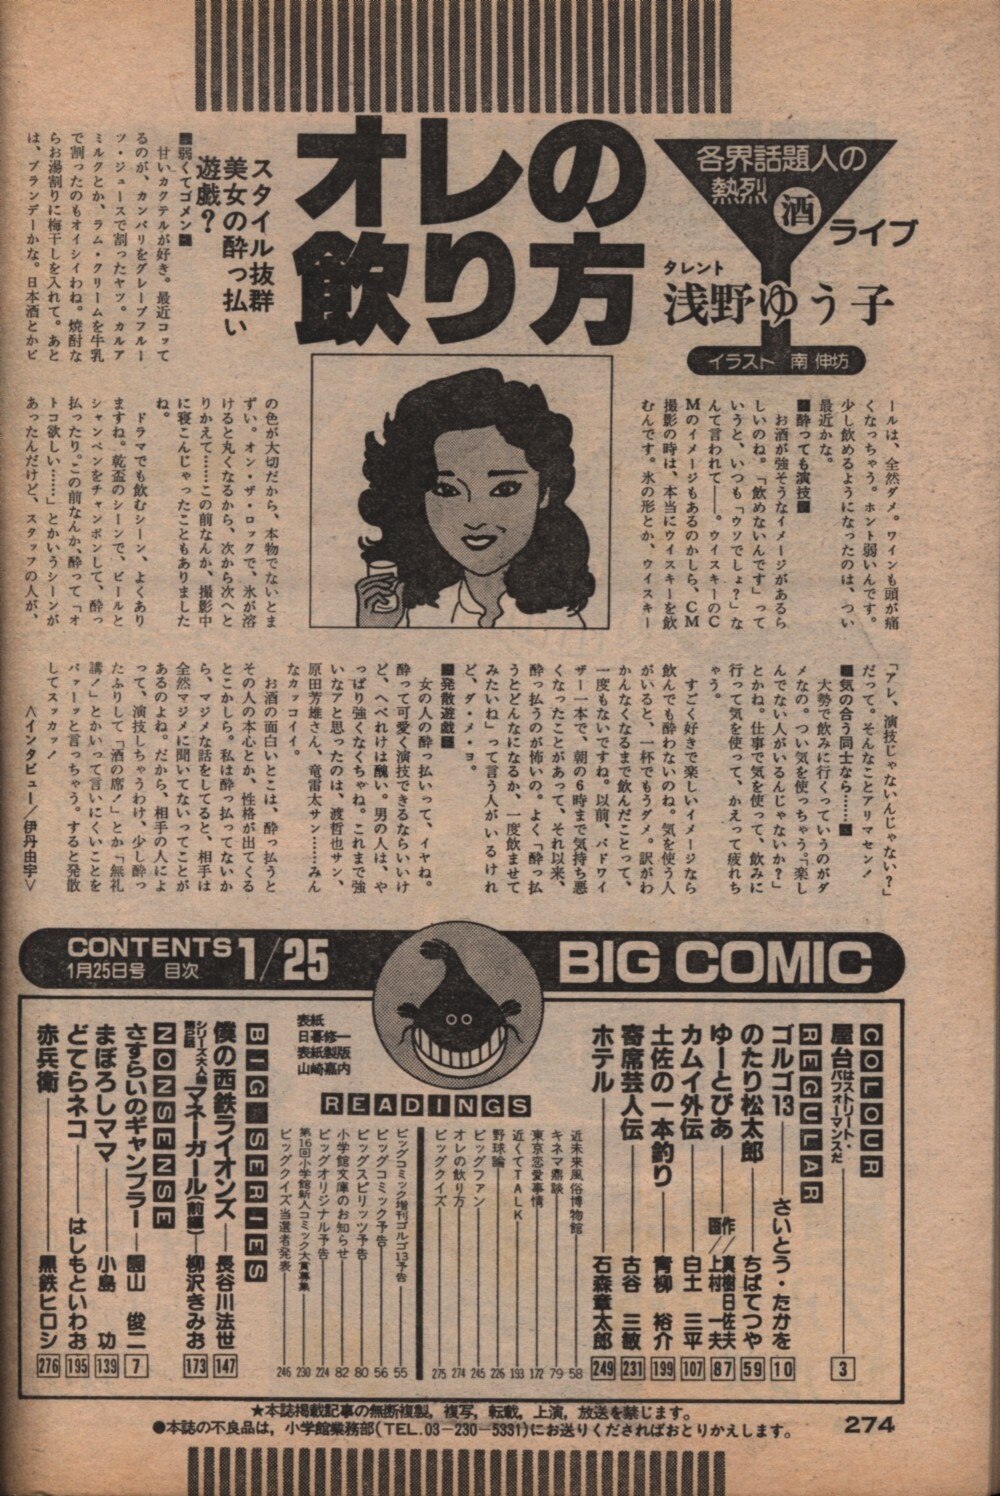 各界話題人の
熱烈
酒
ライブ
タレント
浅野ゆう子
イラスト 南 伸坊
オレの
飲り方
スタイル抜群
美女の酔っ払い
遊戯?
■弱くてゴメン■
甘いカクテルが好き。最近コッて
るのが、カンパリをグレープフルー
ツ・ジュースで割ったヤツ。カルア
ミルクとか、ラム・クリームを牛乳
で割ったのもオイシイわね。焼酎な
らお湯割りに梅干しを入れて。あと
は、ブランデーかな。日本酒とかビ
ールは、全然ダメ。ワインも頭が痛
くなっちゃう。ホント弱いんです。
少し飲めるようになったのは、つい
最近かな。
■酔っても演技■
お酒が強そうなイメージがあるら
しいのね。「飲めないんです」って
いうと、いつも「ウソでしょ?」な
んて言われて──。ウイスキーのC
Mのイメージもあるのかしら、CM
撮影の時は、本当にウイスキーを飲
むんです。氷の形とか、ウイスキー
の色が大切だから、本物でないとま
ずい。オン・ザ・ロックで、氷が溶
けると丸くなるから、次から次へと
りかえて……この前なんか、撮影中
に寝こんじゃったこともありました
ね。
ドラマでも飲むシーン、よくあり
ますね。乾盃のシーンで、ビールと
シャンペンをチャンポンして、酔っ
払ったり。この前なんか、酔って「オ
トコ欲しい……」とかいうシーンが
あったんだけど、スタッフの人が、
「アレ、演技じゃないんじゃない?」
だって。そんなことアリマセン!
■気の合う同士なら……■
大勢で飲みに行くっていうのがダ
メなの。つい気を使っちゃう。〝楽し
んでない人がいるんじゃないか?〟
とかね。仕事で気を使って、飲みに
行って気を使って、かえって疲れち
ゃう。
すごく好きで楽しいイメージなら
飲んでも酔わないのね。気を使う人
がいると、一杯でもうダメ。訳がわ
かんなくなるまで飲んだことって、
一度もないですね。以前、バドワイ
ザー一本で、朝の6時まで気持ち悪
くなったことがあって、それ以来、
酔っ払うのが怖いの。よく「酔っ払
うとどんなになるか、一度飲ませて
みたいね」って言う人がいるけれ
ど、ダ・メ・ヨ。
■発散遊戯■
女の人の酔っ払いって、イヤね。
酔って可愛く演技できるならいいけ
ど、へべれけは醜い。男の人は、や
っぱり強くなくちゃね。これまで強
いなアと思ったのは、渡哲也サン、
原田芳雄さん、竜雷太サン……みん
なカッコイイ。
お酒の面白いとこは、酔っ払うと
その人の本心とか、性格が出てくる
とこかしら。私は酔っ払ってないか
ら、マジメな話をしてると、相手は
全然マジメに聞いてないってことが
あるのよね。だから、相手の人によ
って、演技しちゃうわけ、少し酔っ
たふりして「酒の席!」とか「無礼
講!」とかいって言いにくいことを
バァーッと言っちゃう。すると発散
してスッカッ!
〈インタビュー/伊丹由宇〉
CONTENTS
1月25日号 目次
1/25
BIG COMIC
COLOUR
屋台はストリート・パフォーマンスだ 3
REGULAR
ゴルゴ13 さいとう・たかを 10
のたり松太郎 ちばてつや 59
ゆーとぴあ 作/真樹日佐夫 画/上村一夫 87
カムイ外伝 白土三平 107
土佐の一本釣り 青柳裕介 199
寄席芸人伝 古谷三敏 231
ホテル 石森章太郎 249
表紙
日暮修一
表紙製版
山崎嘉内
READINGS
近未来風俗博物館 58
キネマ鼎談 79
東京恋愛事情 172
近くてTALK 193
野球論 226
ビッグファン 245
オレの飲り方 274
ビッグクイズ 275
ビッグコミック増刊ゴルゴ13予告 55
ビッグコミック予告 56
ビッグスピリッツ予告 80
小学館文庫のお知らせ 82
ビッグオリジナル予告 224
第16回小学館新人コミック大賞募集 230
ビッグクイズ当選者発表 246
BIG SERIES
僕の西鉄ライオンズ 長谷川法世 147
シリーズ大人論 第2話 マネーガール(前編) 柳沢きみお 173
NONSENSE
さすらいのギャンブラー 園山俊二 7
まぼろしママ 小島功 139
どてらネコ はしもといわお 195
赤兵衛 黒鉄ヒロシ 276
★本誌掲載記事の無断複製,複写,転載,上演,放送を禁じます。
●本誌の不良品は,小学館業務部(TEL.03-230-5331)にお送りくださればおとりかえします。
274